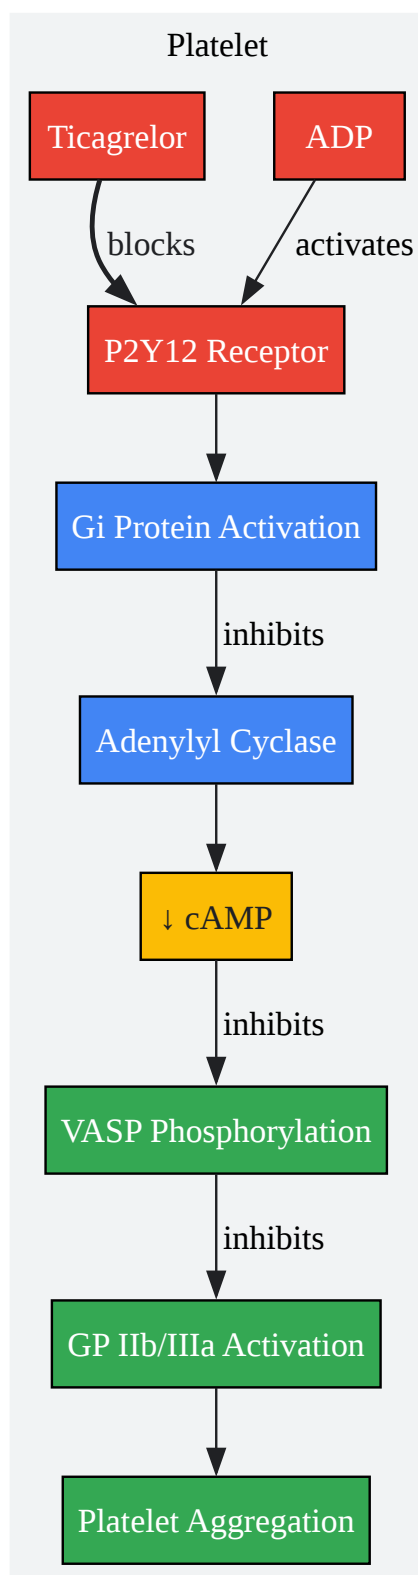 Platelet
Ticagrelor
ADP
blocks
activates
P2Y12 Receptor
Gi Protein Activation
inhibits
Adenylyl Cyclase
↓ cAMP
inhibits
VASP Phosphorylation
inhibits
GP IIb/IIIa Activation
Platelet Aggregation